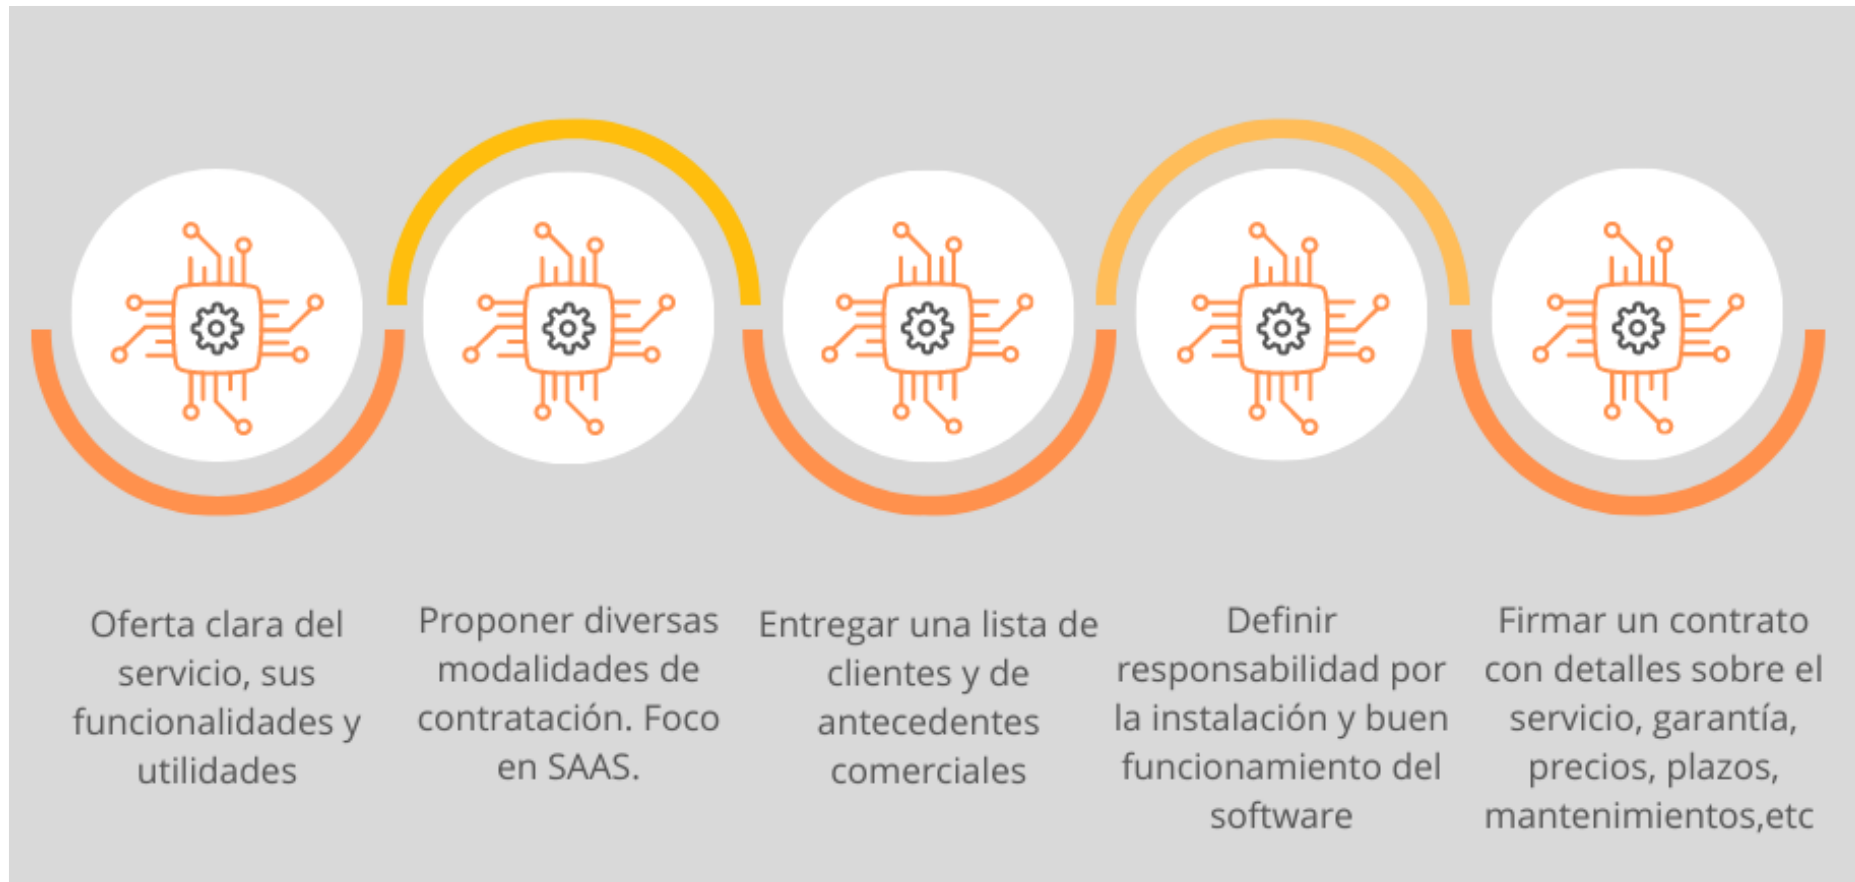 Oferta clara del
servicio, sus
funcionalidades y
utilidades
Proponer diversas
modalidades de
contratación. Foco
en SAAS.
Entregar una lista de
clientes y de
antecedentes
comerciales
Definir
responsabilidad por
la instalación y buen
funcionamiento del
software
Firmar un contrato
con detalles sobre el
servicio, garantía,
precios, plazos,
mantenimientos,etc